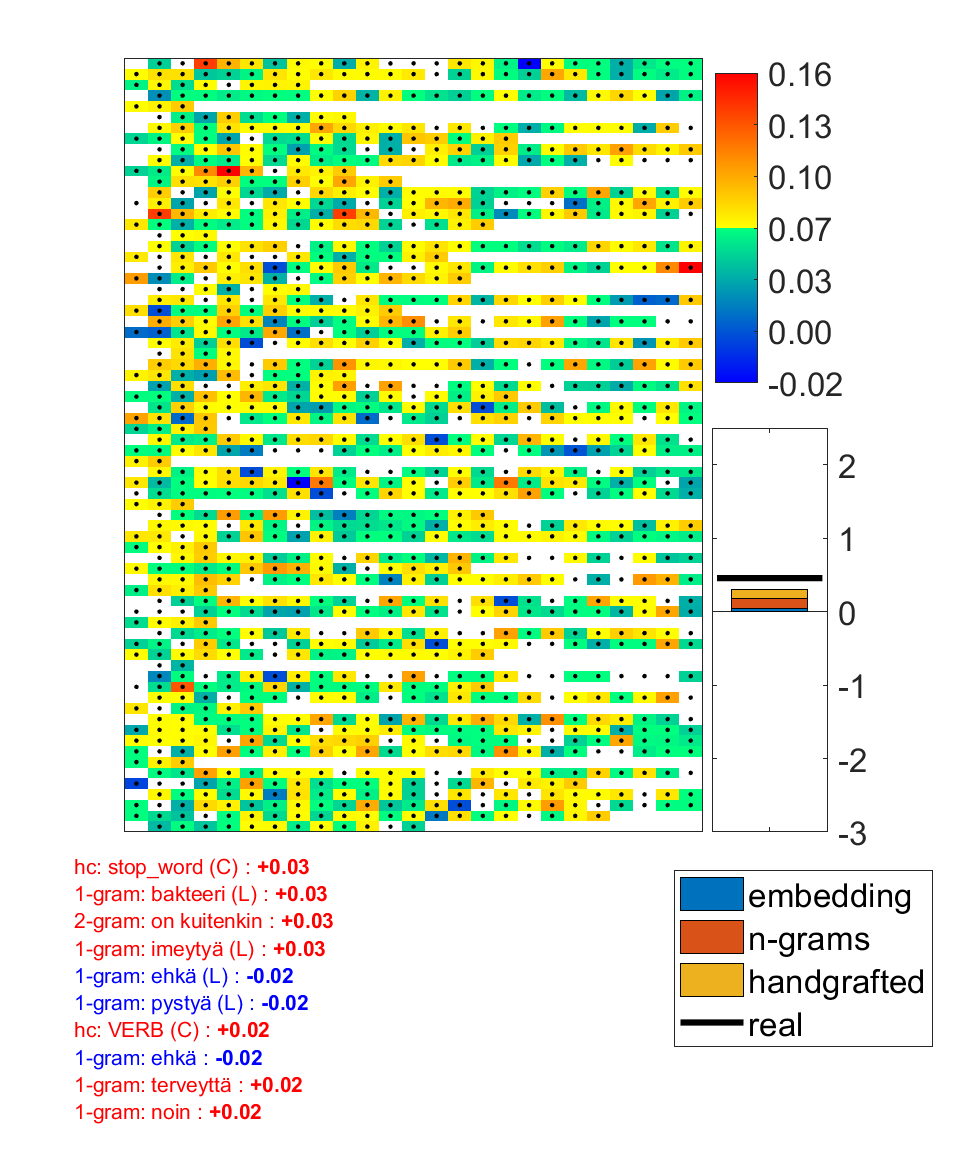 0.16
0.13
0.10
0.07
0.03
0.00
-0.02
2
1
0
-1
-2
-3
hc: stop_word (C) : +0.03
1-gram: bakteeri (L) : +0.03
2-gram: on kuitenkin : +0.03
1-gram: imeytyä (L) : +0.03
1-gram: ehkä (L) : -0.02
1-gram: pystyä (L) : -0.02
hc: VERB (C) : +0.02
1-gram: ehkä : -0.02
1-gram: terveyttä : +0.02
1-gram: noin : +0.02
embedding
n-grams
handgrafted
real